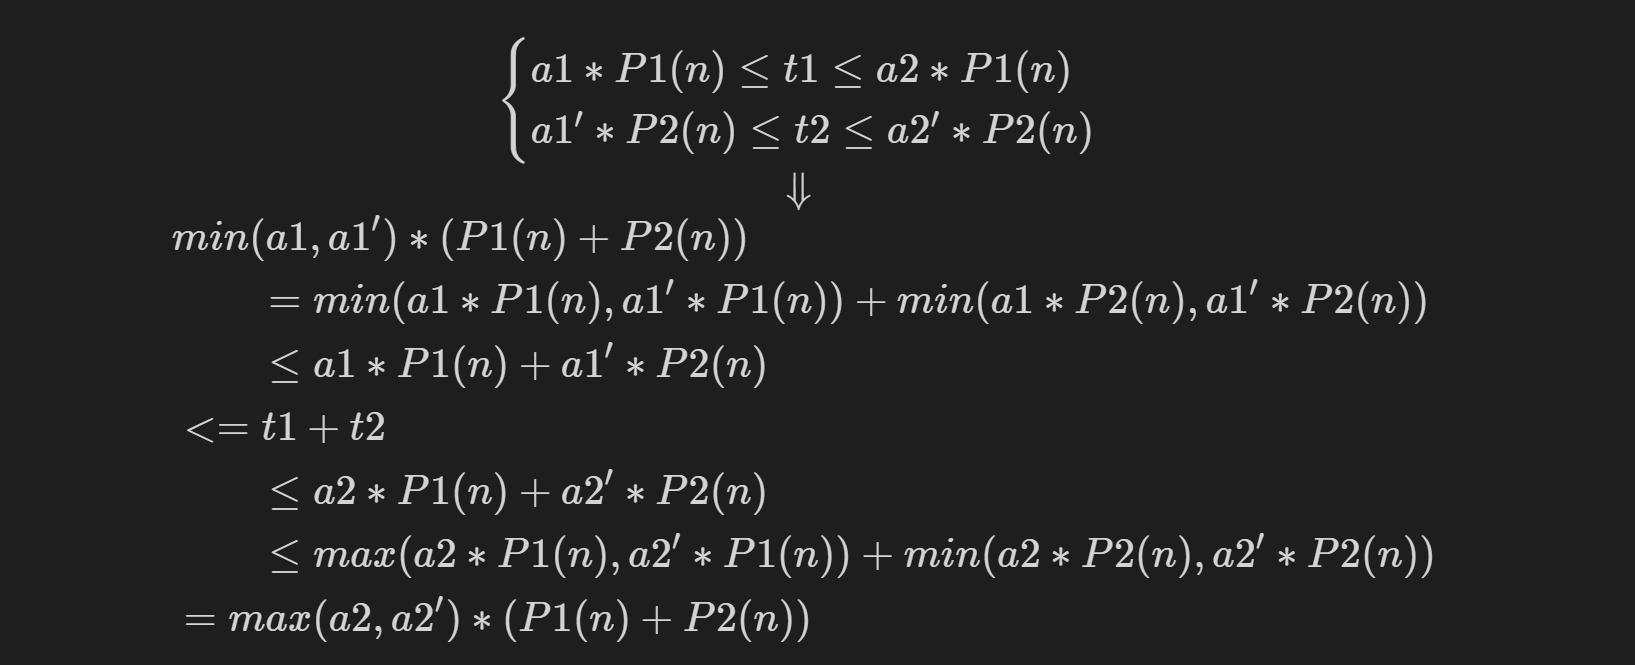 a1 ∗ P1(n) ≤ t1 ≤ a2 ∗ P1(n)
a1′ ∗ P2(n) ≤ t2 ≤ a2′ ∗ P2(n)
⇓
min(a1, a1′) ∗ (P1(n) + P2(n))
= min(a1 ∗ P1(n), a1′ ∗ P1(n)) + min(a1 ∗ P2(n), a1′ ∗ P2(n))
≤ a1 ∗ P1(n) + a1′ ∗ P2(n)
<= t1 + t2
≤ a2 ∗ P1(n) + a2′ ∗ P2(n)
≤ max(a2 ∗ P1(n), a2′ ∗ P1(n)) + min(a2 ∗ P2(n), a2′ ∗ P2(n))
= max(a2, a2′) ∗ (P1(n) + P2(n))